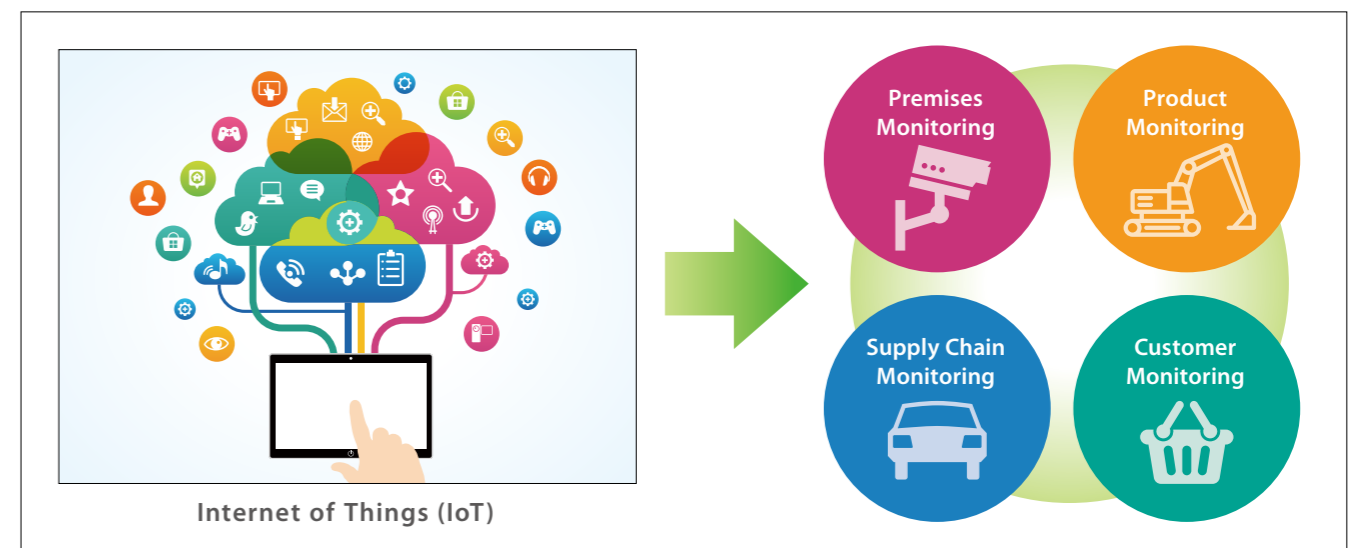 Internet of Things (IoT)
Premises
Monitoring
Product
Monitoring
Supply Chain
Monitoring
Customer
Monitoring